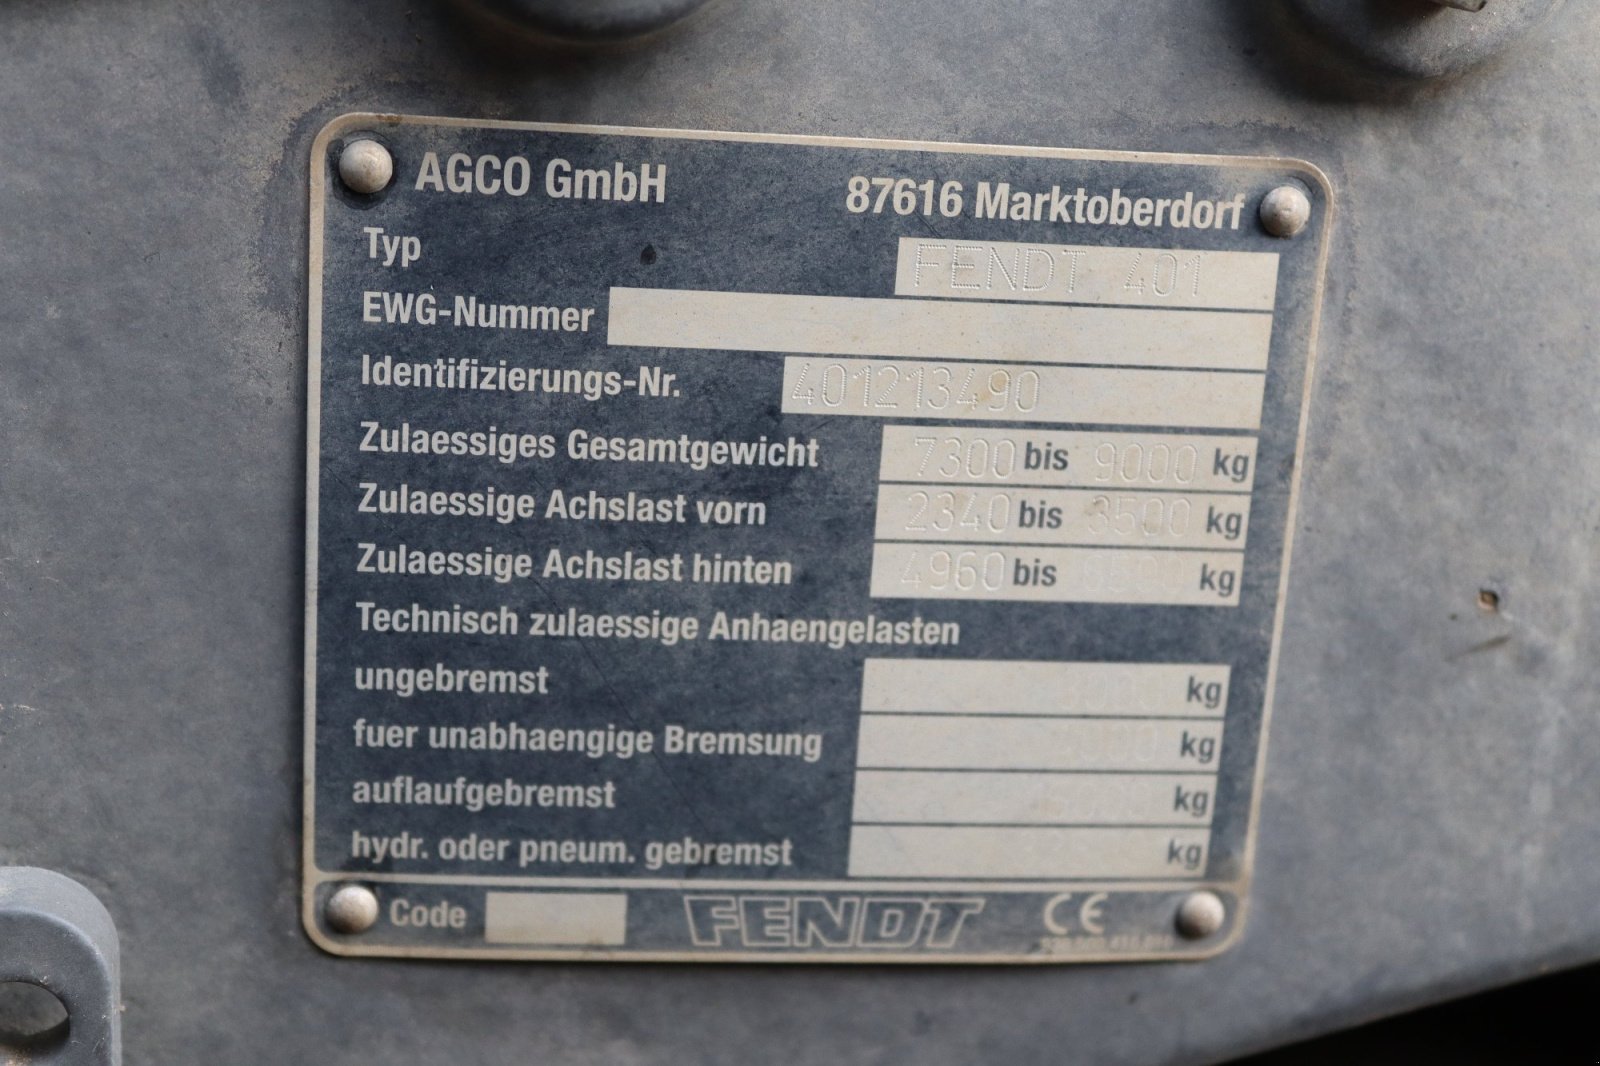 AGCO GmbH 87616 Marktoberdorf
Typ FENDT 401
EWG-Nummer
Identifizierungs-Nr. 401213490
Zulaessiges Gesamtgewicht 7300 bis 9000 kg
Zulaessige Achslast vorn 2340 bis 3500 kg
Zulaessige Achslast hinten 4960 bis kg
Technisch zulaessige Anhaengelasten
ungebremst kg
fuer unabhaengige Bremsung kg
auflaufgebremst kg
hydr. oder pneum. gebremst kg
Code FENDT CE